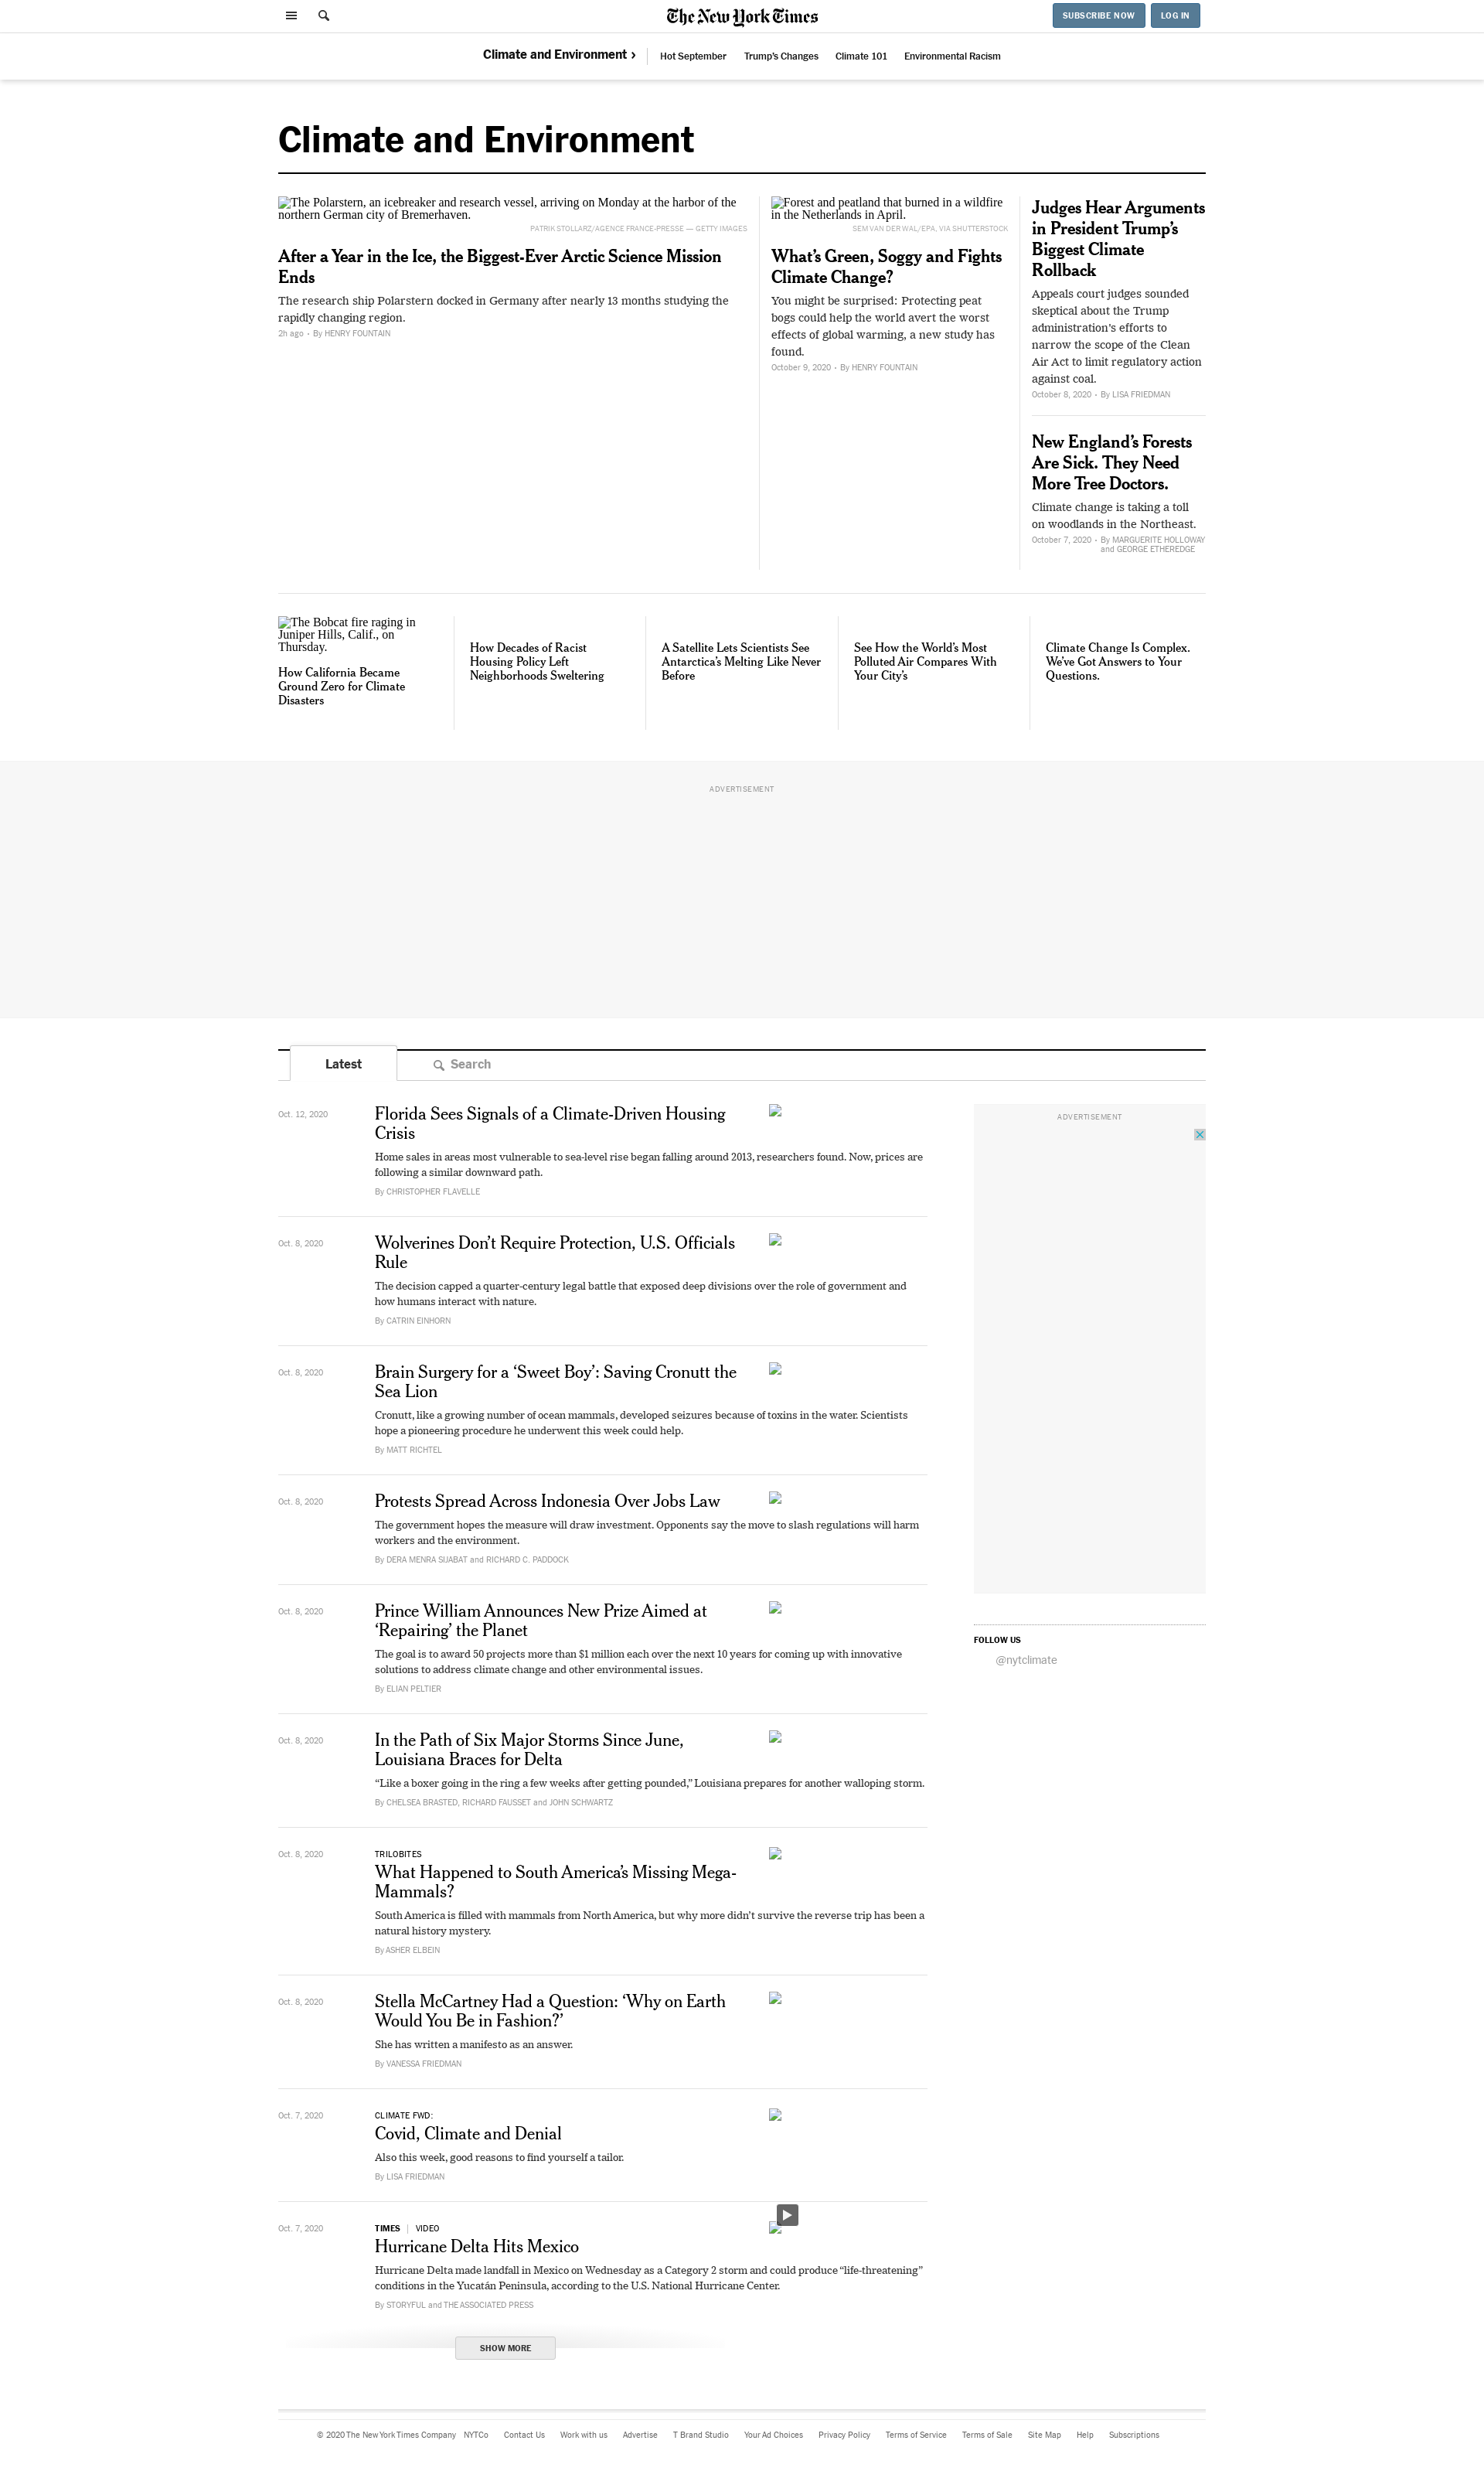 The New York Times
SUBSCRIBE NOW
LOG IN
Climate and Environment ›
Hot September
Trump's Changes
Climate 101
Environmental Racism
Climate and Environment
The Polarstern, an icebreaker and research vessel, arriving on Monday at the harbor of the
northern German city of Bremerhaven.
PATRIK STOLLARZ/AGENCE FRANCE-PRESSE — GETTY IMAGES
After a Year in the Ice, the Biggest-Ever Arctic Science Mission
Ends
The research ship Polarstern docked in Germany after nearly 13 months studying the
rapidly changing region.
2h ago - By HENRY FOUNTAIN
Forest and peatland that burned in a wildfire
in the Netherlands in April.
SEM VAN DER WAL/EPA, VIA SHUTTERSTOCK
What's Green, Soggy and Fights
Climate Change?
You might be surprised: Protecting peat
bogs could help the world avert the worst
effects of global warming, a new study has
found.
October 9, 2020 - By HENRY FOUNTAIN
Judges Hear Arguments
in President Trump's
Biggest Climate
Rollback
Appeals court judges sounded
skeptical about the Trump
administration's efforts to
narrow the scope of the Clean
Air Act to limit regulatory action
against coal.
October 8, 2020 - By LISA FRIEDMAN
New England's Forests
Are Sick. They Need
More Tree Doctors.
Climate change is taking a toll
on woodlands in the Northeast.
October 7, 2020 - By MARGUERITE HOLLOWAY
and GEORGE ETHEREDGE
The Bobcat fire raging in
Juniper Hills, Calif., on
Thursday.
How California Became
Ground Zero for Climate
Disasters
How Decades of Racist
Housing Policy Left
Neighborhoods Sweltering
A Satellite Lets Scientists See
Antarctica's Melting Like Never
Before
See How the World's Most
Polluted Air Compares With
Your City's
Climate Change Is Complex.
We've Got Answers to Your
Questions.
ADVERTISEMENT
Latest
Search
Oct. 12, 2020
Florida Sees Signals of a Climate-Driven Housing
Crisis
Home sales in areas most vulnerable to sea-level rise began falling around 2013, researchers found. Now, prices are
following a similar downward path.
By CHRISTOPHER FLAVELLE
ADVERTISEMENT
Oct. 8, 2020
Wolverines Don't Require Protection, U.S. Officials
Rule
The decision capped a quarter-century legal battle that exposed deep divisions over the role of government and
how humans interact with nature.
By CATRIN EINHORN
Oct. 8, 2020
Brain Surgery for a 'Sweet Boy': Saving Cronutt the
Sea Lion
Cronutt, like a growing number of ocean mammals, developed seizures because of toxins in the water. Scientists
hope a pioneering procedure he underwent this week could help.
By MATT RICHTEL
Oct. 8, 2020
Protests Spread Across Indonesia Over Jobs Law
The government hopes the measure will draw investment. Opponents say the move to slash regulations will harm
workers and the environment.
By DERA MENRA SIJABAT and RICHARD C. PADDOCK
Oct. 8, 2020
Prince William Announces New Prize Aimed at
'Repairing' the Planet
The goal is to award 50 projects more than $1 million each over the next 10 years for coming up with innovative
solutions to address climate change and other environmental issues.
By ELIAN PELTIER
FOLLOW US
@nytclimate
Oct. 8, 2020
In the Path of Six Major Storms Since June,
Louisiana Braces for Delta
“Like a boxer going in the ring a few weeks after getting pounded,” Louisiana prepares for another walloping storm.
By CHELSEA BRASTED, RICHARD FAUSSET and JOHN SCHWARTZ
Oct. 8, 2020
TRILOBITES
What Happened to South America's Missing Mega-
Mammals?
South America is filled with mammals from North America, but why more didn't survive the reverse trip has been a
natural history mystery.
By ASHER ELBEIN
Oct. 8, 2020
Stella McCartney Had a Question: 'Why on Earth
Would You Be in Fashion?'
She has written a manifesto as an answer.
By VANESSA FRIEDMAN
Oct. 7, 2020
CLIMATE FWD:
Covid, Climate and Denial
Also this week, good reasons to find yourself a tailor.
By LISA FRIEDMAN
Oct. 7, 2020
TIMES | VIDEO
Hurricane Delta Hits Mexico
Hurricane Delta made landfall in Mexico on Wednesday as a Category 2 storm and could produce “life-threatening”
conditions in the Yucatán Peninsula, according to the U.S. National Hurricane Center.
By STORYFUL and THE ASSOCIATED PRESS
SHOW MORE
© 2020 The New York Times Company NYTCo Contact Us Work with us Advertise T Brand Studio Your Ad Choices Privacy Policy Terms of Service Terms of Sale Site Map Help Subscriptions